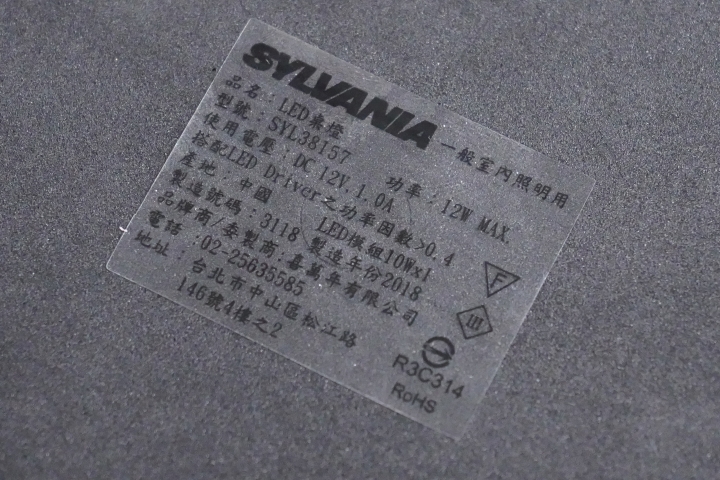 SYLVANIA 一般室內照明用
品名:LED桌燈
型號:SYL38157 功率:12W MAX.
使用電壓:DC 12V,1.0A
搭配LED Driver之功率因數>0.4
產地:中國 LED模組10Wx1
製造號碼:3118 製造年份2018
品牌商/委製商:嘉萬年有限公司
電話:02-25635585
地址:台北市中山區松江路
146號4樓之2
F
III
R3C314
RoHS